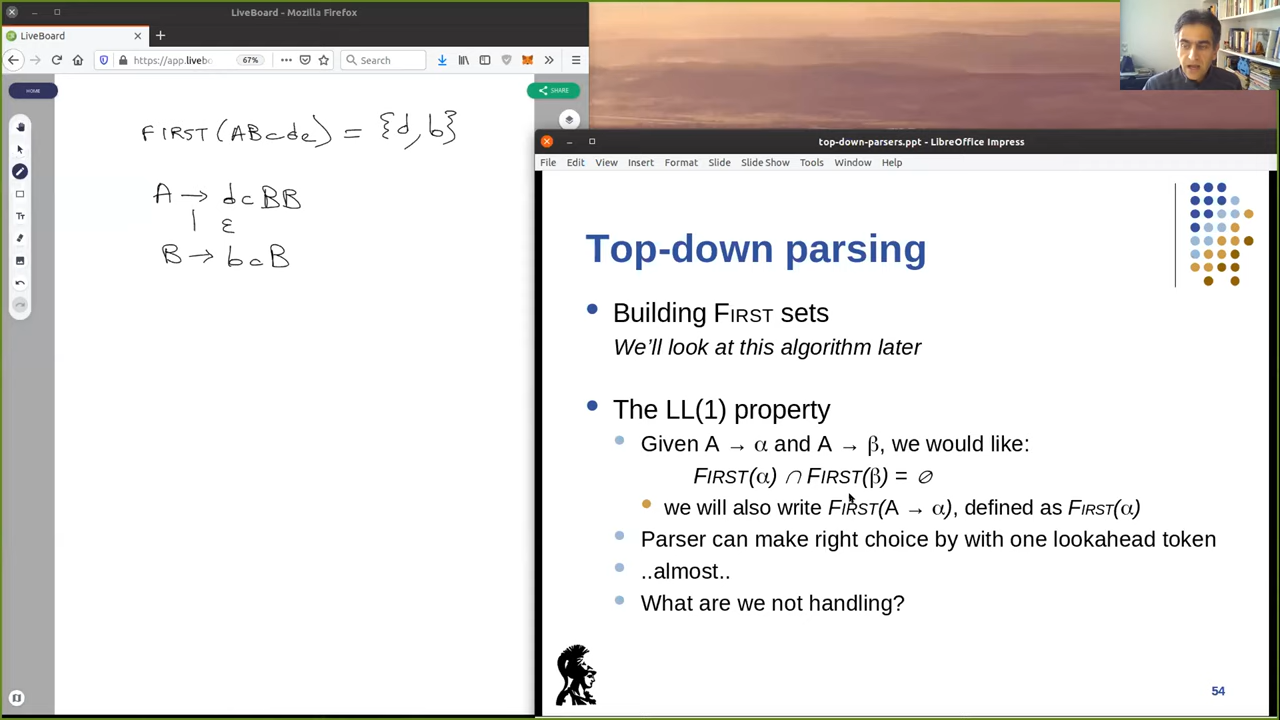 LiveBoard - Mozilla Firefox
LiveBoard
https://app.livebo
67%
Search
HOME
SHARE
FIRST(ABcde) = {d,b}
A → dcBB
| ε
B → bcB
top-down-parsers.ppt - LibreOffice Impress
File Edit View Insert Format Slide Slide Show Tools Window Help
Top-down parsing
• Building FIRST sets
We'll look at this algorithm later
• The LL(1) property
• Given A → α and A → β, we would like:
FIRST(α) ∩ FIRST(β) = ∅
• we will also write FIRST(A → α), defined as FIRST(α)
• Parser can make right choice by with one lookahead token
• ..almost..
• What are we not handling?
54